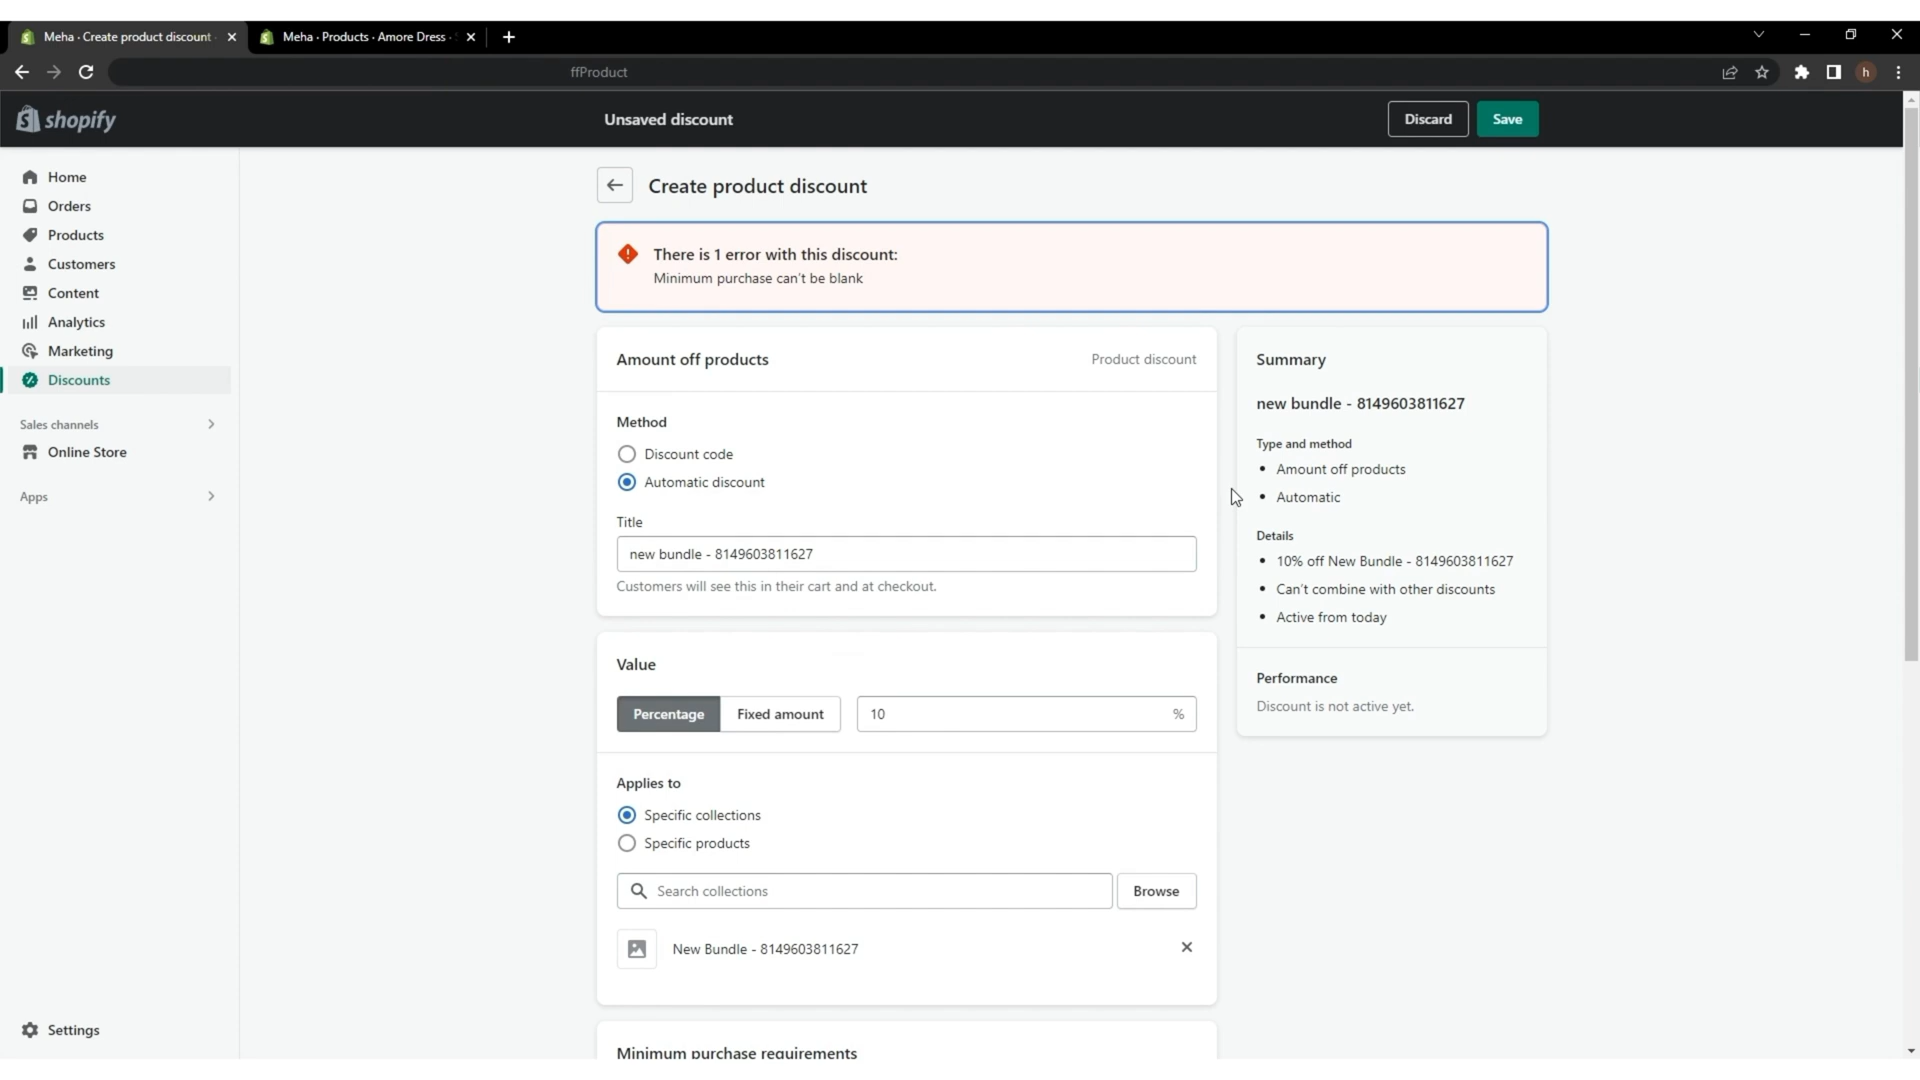 Meha · Create product discount ·
Meha · Products · Amore Dress ·
ffProduct
h
shopify
Unsaved discount
Discard
Save
Home
Orders
Products
Customers
Content
Analytics
Marketing
Discounts
Sales channels
Online Store
Apps
Settings
Create product discount
There is 1 error with this discount:
Minimum purchase can't be blank
Amount off products
Product discount
Method
Discount code
Automatic discount
Title
new bundle - 8149603811627
Customers will see this in their cart and at checkout.
Value
Percentage
Fixed amount
10
%
Applies to
Specific collections
Specific products
Search collections
Browse
New Bundle - 8149603811627
Minimum purchase requirements
Summary
new bundle - 8149603811627
Type and method
• Amount off products
• Automatic
Details
• 10% off New Bundle - 8149603811627
• Can't combine with other discounts
• Active from today
Performance
Discount is not active yet.